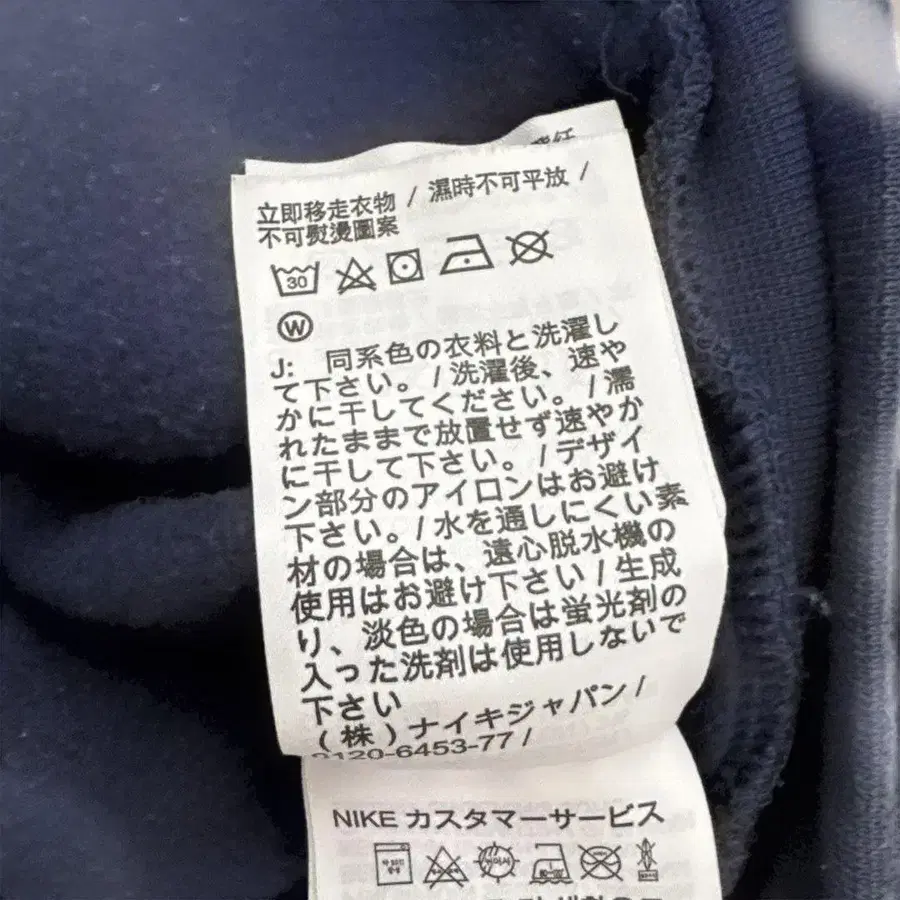 立即移走衣物 / 濕時不可平放 /
不可熨燙圖案
30
W
J: 同系色の衣料と洗濯し
て下さい。/洗濯後、速や
かに干してください。/濡
れたままで放置せず速やか
に干して下さい。/デザイ
ン部分のアイロンはお避け
下さい。/水を通しにくい素
材の場合は、遠心脱水機の
使用はお避け下さい/生成
り、淡色の場合は蛍光剤の
入った洗剤は使用しないで
下さい
(株)ナイキジャパン/
0120-6453-77/
NIKE カスタマーサービス